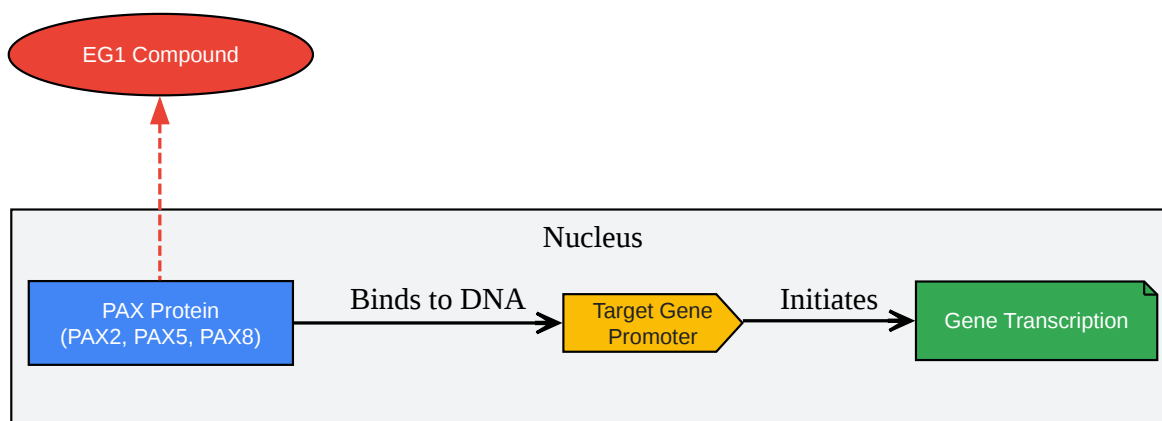 EG1 Compound
Nucleus
PAX Protein
(PAX2, PAX5, PAX8)
Binds to DNA
Target Gene
Promoter
Initiates
Gene Transcription